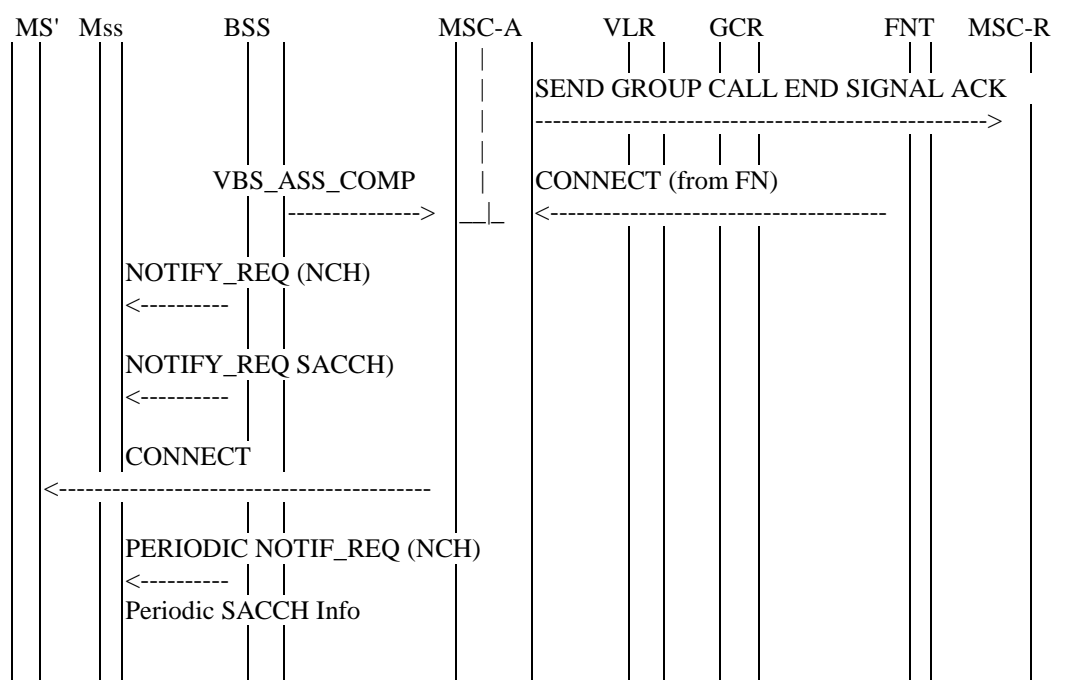 MS' Mss BSS MSC-A VLR GCR FNT MSC-R
SEND GROUP CALL END SIGNAL ACK
VBS_ASS_COMP CONNECT (from FN)
NOTIFY_REQ (NCH)
NOTIFY_REQ SACCH)
CONNECT
PERIODIC NOTIF_REQ (NCH)
Periodic SACCH Info